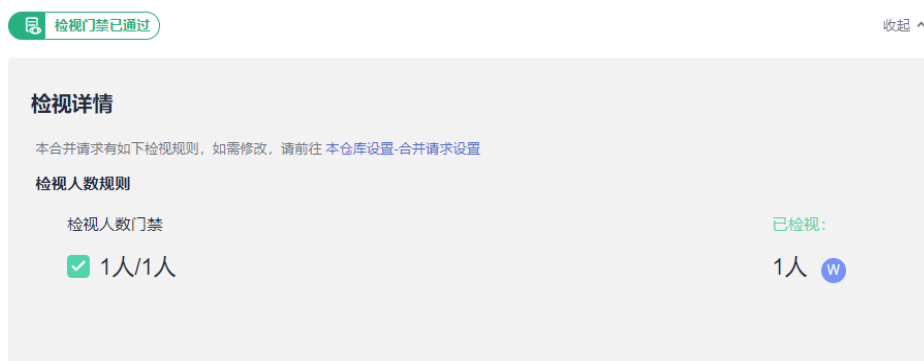 检视门禁已通过
收起
检视详情
本合并请求有如下检视规则，如需修改，请前往 本仓库设置-合并请求设置
检视人数规则
检视人数门禁
已检视：
1人/1人
1人 W